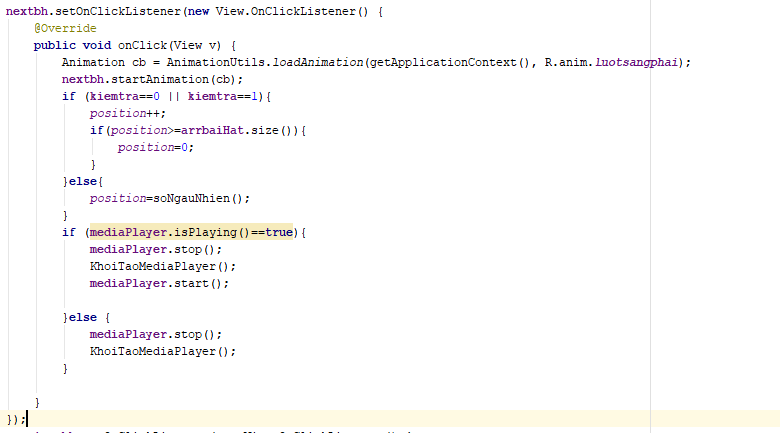 nextbh.setOnClickListener(new View.OnClickListener() {
    @Override
    public void onClick(View v) {
        Animation cb = AnimationUtils.loadAnimation(getApplicationContext(), R.anim.luotsangphai);
        nextbh.startAnimation(cb);
        if (kiemtra==0 || kiemtra==1){
            position++;
            if(position>=arrbaiHat.size()){
                position=0;
            }
        }else{
            position=soNgauNhien();
        }
        if (mediaPlayer.isPlaying()==true){
            mediaPlayer.stop();
            KhoiTaoMediaPlayer();
            mediaPlayer.start();
        }else {
            mediaPlayer.stop();
            KhoiTaoMediaPlayer();
        }
    }
});